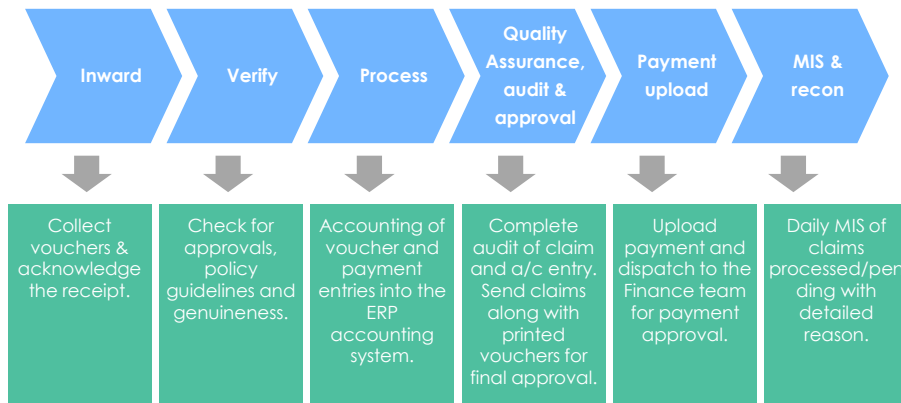 Inward
Verify
Process
Quality
Assurance,
audit &
approval
Payment
upload
MIS &
recon
Collect
vouchers &
acknowledge
the receipt.
Check for
approvals,
policy
guidelines and
genuineness.
Accounting of
voucher and
payment
entries into the
ERP
accounting
system.
Complete
audit of claim
and a/c entry.
Send claims
along with
printed
vouchers for
final approval.
Upload
payment and
dispatch to the
Finance team
for payment
approval.
Daily MIS of
claims
processed/pen
ding with
detailed
reason.